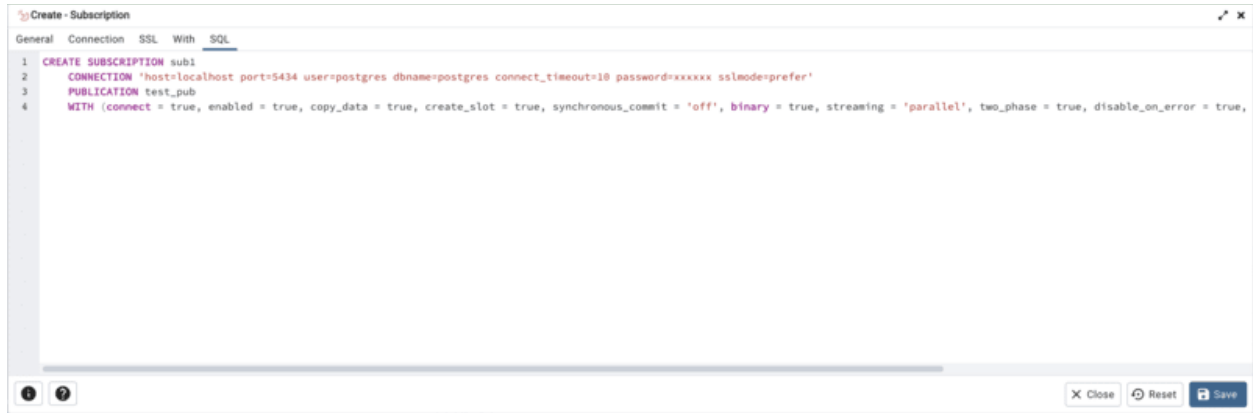 Create - Subscription
General Connection SSL With SQL
1 CREATE SUBSCRIPTION sub1
2 CONNECTION 'host=localhost port=5434 user=postgres dbname=postgres connect_timeout=10 password=xxxxxx sslmode=prefer'
3 PUBLICATION test_pub
4 WITH (connect = true, enabled = true, copy_data = true, create_slot = true, synchronous_commit = 'off', binary = true, streaming = 'parallel', two_phase = true, disable_on_error = true,
Close Reset Save